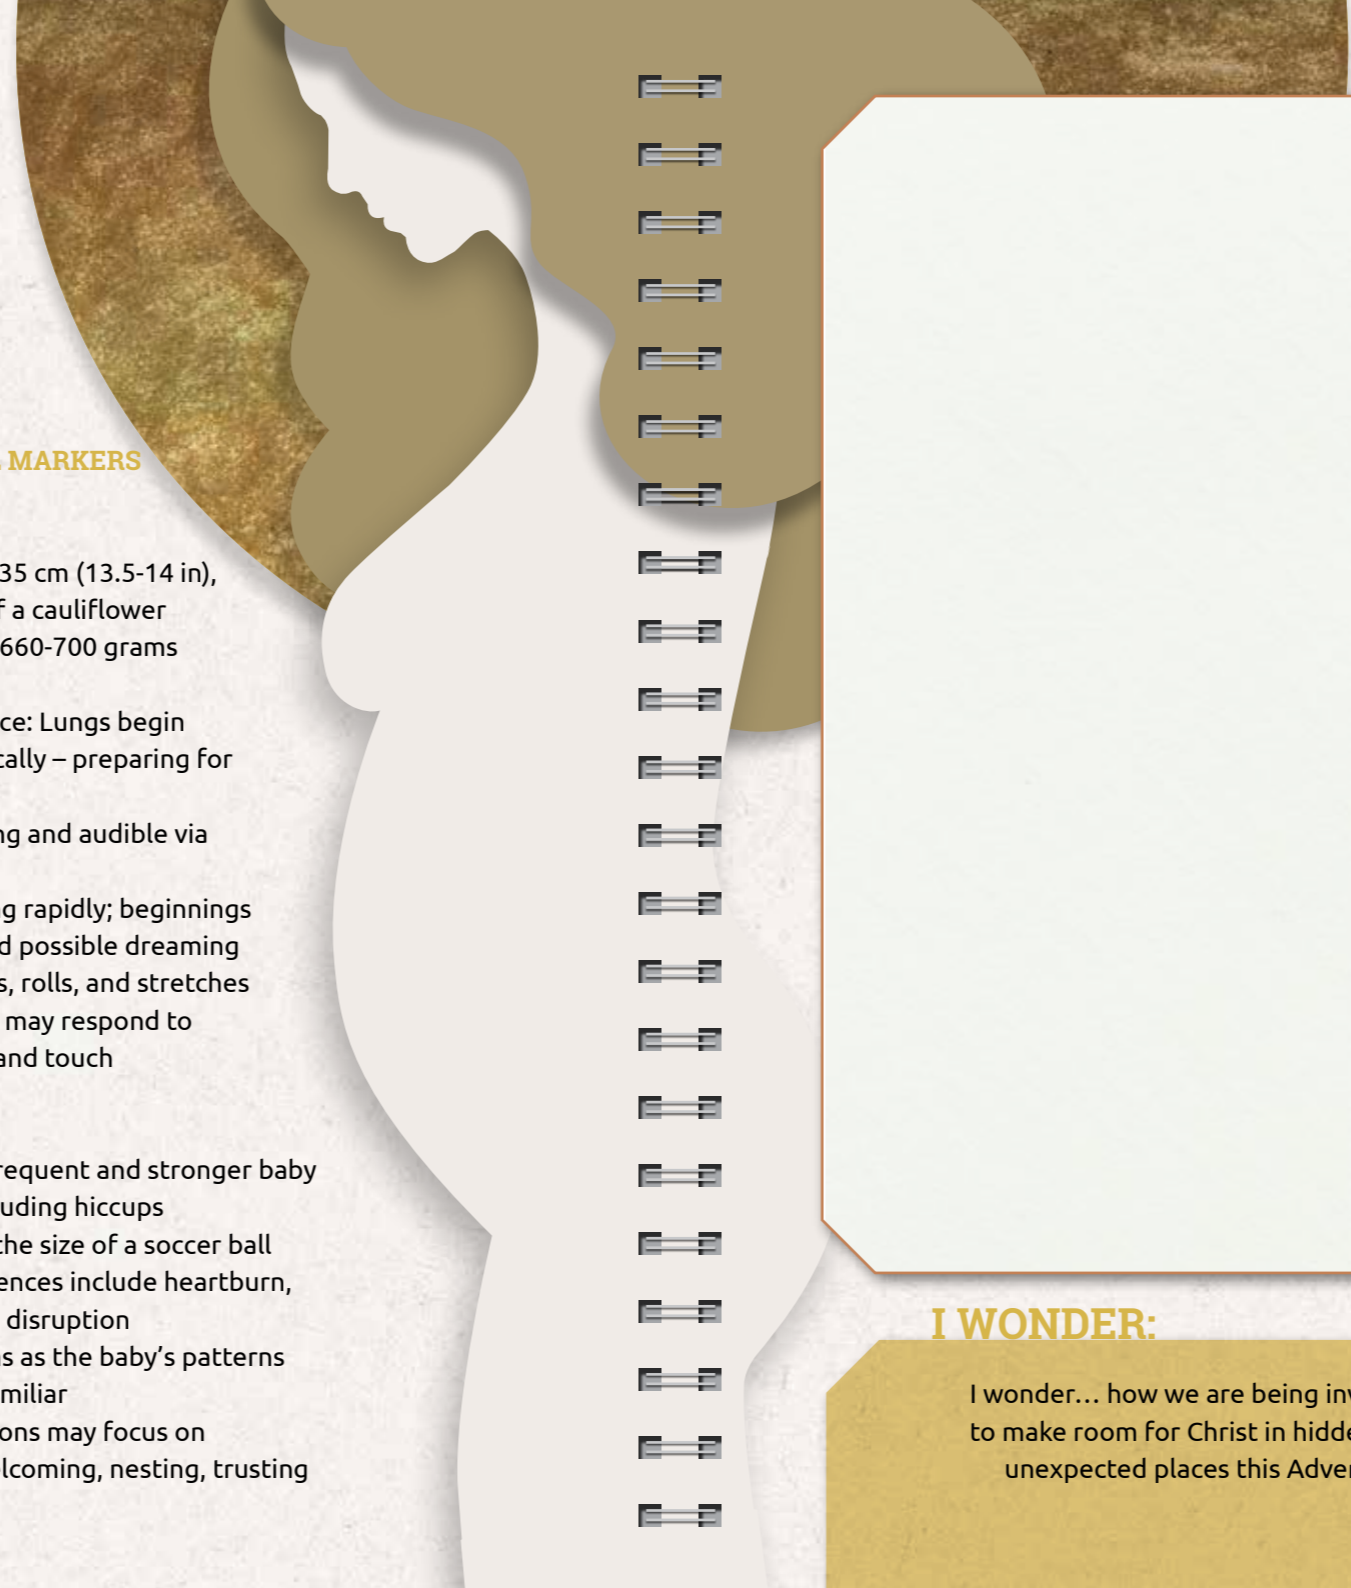 MARKERS
35 cm (13.5-14 in),
f a cauliflower
660-700 grams
ce: Lungs begin
cally – preparing for
ng and audible via
g rapidly; beginnings
d possible dreaming
s, rolls, and stretches
may respond to
and touch
requent and stronger baby
uding hiccups
the size of a soccer ball
ences include heartburn,
disruption
s as the baby’s patterns
miliar
ons may focus on
lcoming, nesting, trusting
I WONDER:
I wonder… how we are being inv
to make room for Christ in hidde
unexpected places this Adve